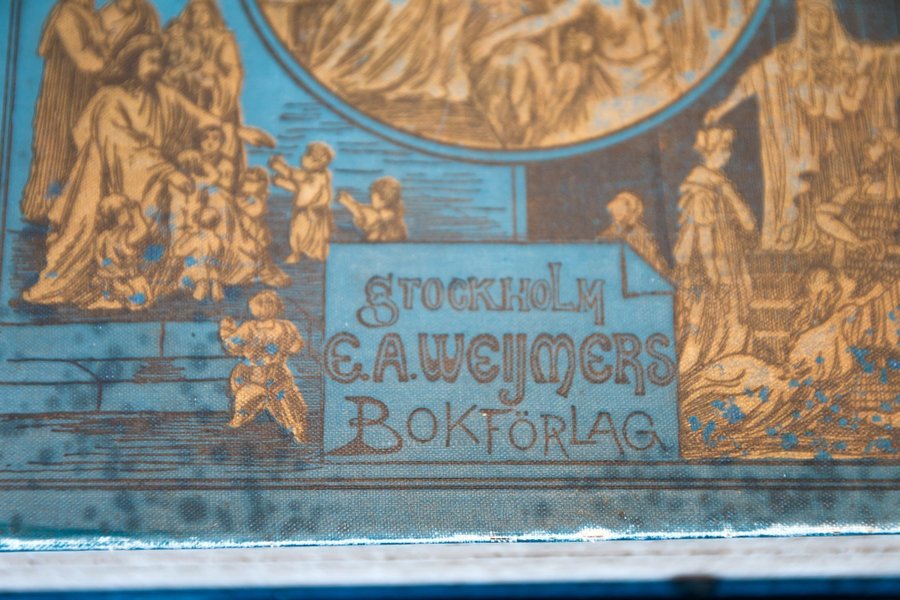 STOCKHOLM
E.A. WEIJMERS
BOKFÖRLAG